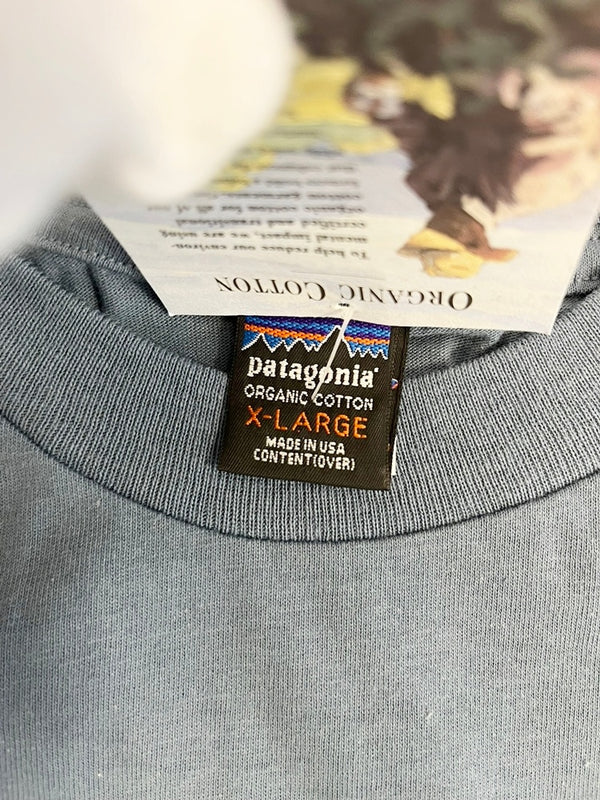 ORGANIC COTTON
To help reduce our environ-
mental impact, we are using
certified and transitional
organic cotton for all of
patagonia
ORGANIC COTTON
X-LARGE
MADE IN USA
CONTENT(OVER)